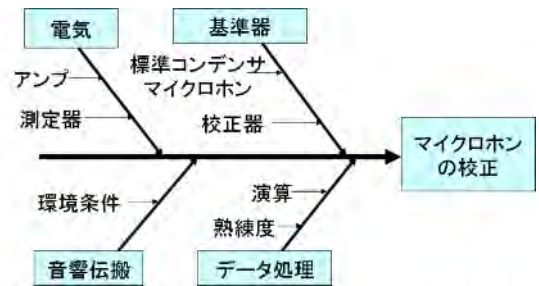 電気
基準器
アンプ
測定器
標準コンデンサ
マイクロホン
校正器
マイクロホン
の校正
環境条件
演算
熟練度
音響伝搬
データ処理